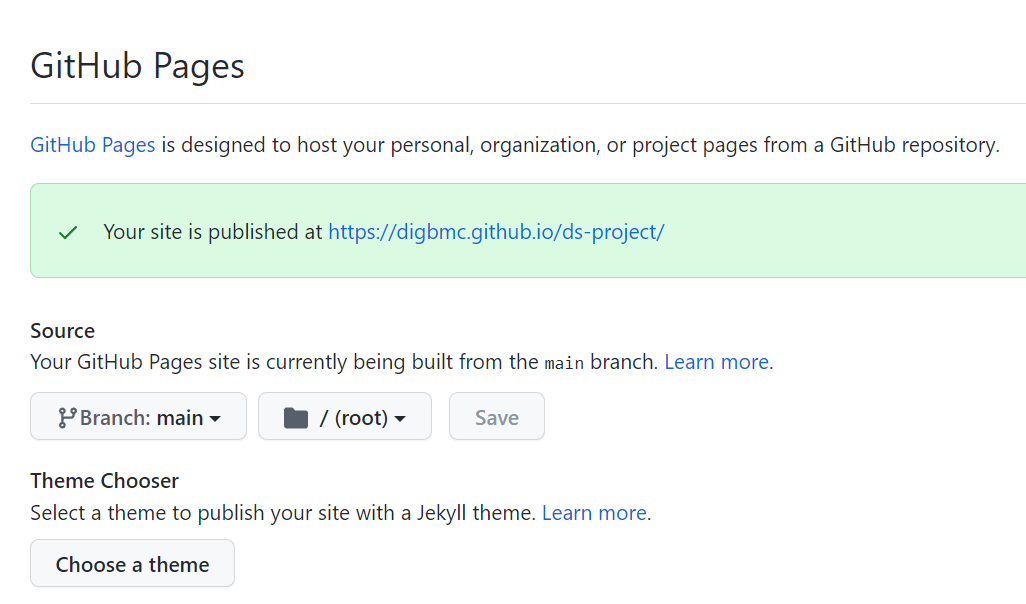 GitHub Pages
GitHub Pages is designed to host your personal, organization, or project pages from a GitHub repository.
Your site is published at https://digbmc.github.io/ds-project/
Source
Your GitHub Pages site is currently being built from the main branch. Learn more.
Branch: main / (root) Save
Theme Chooser
Select a theme to publish your site with a Jekyll theme. Learn more.
Choose a theme